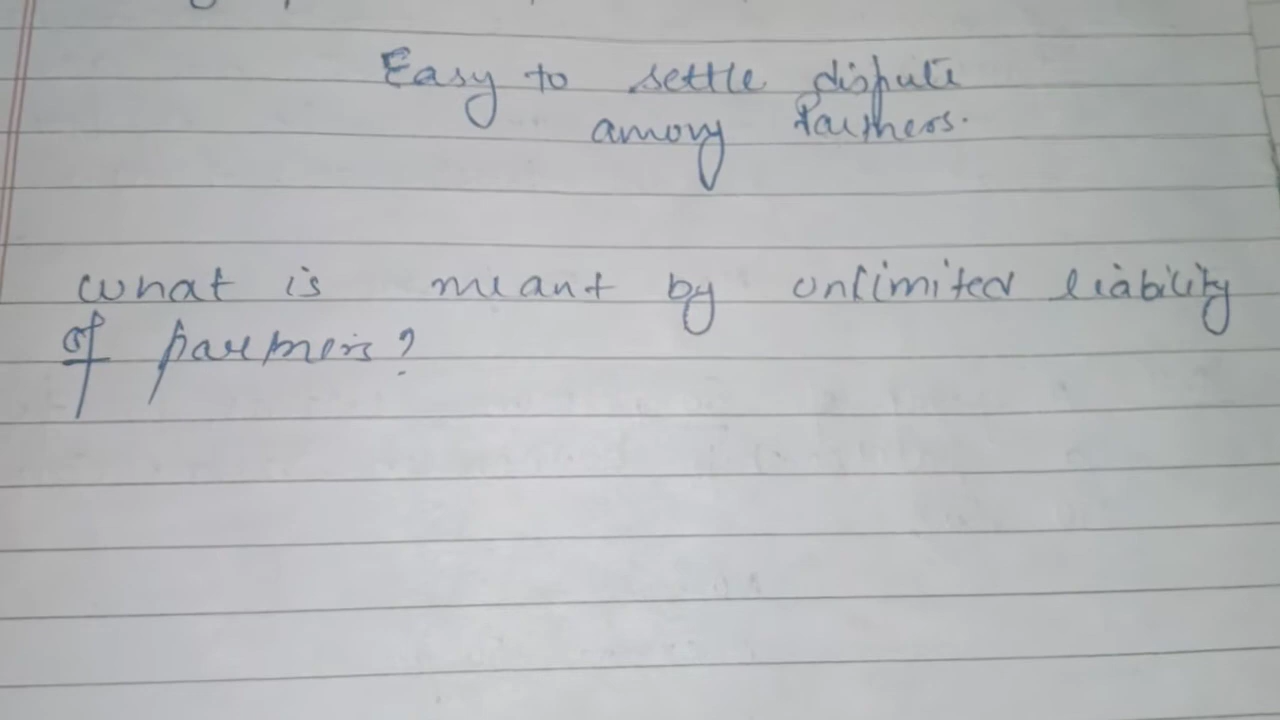 Easy to settle dispute
among Partners.
What is meant by unlimited liability
of partners?